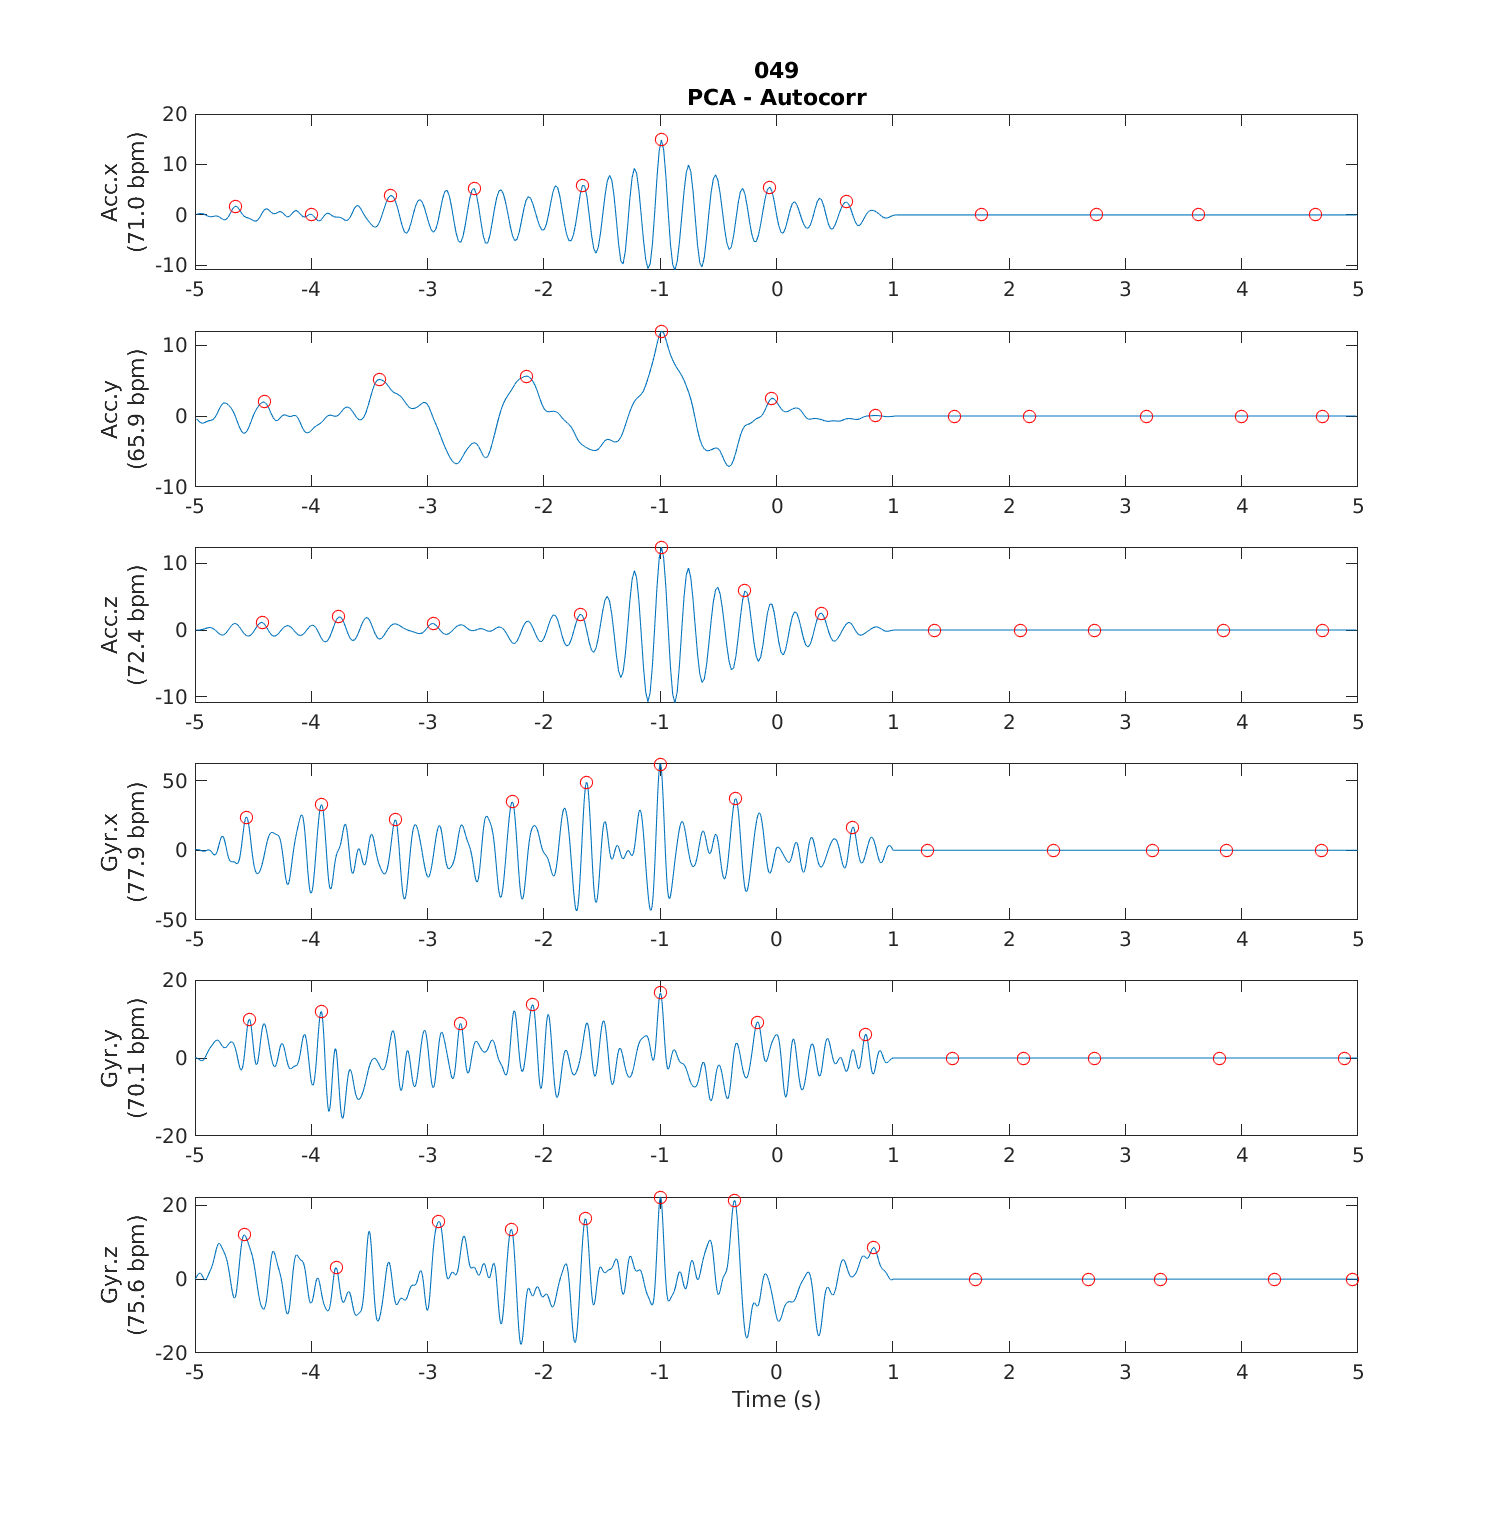 049
PCA - Autocorr
Acc.x
(71.0 bpm)
20
10
0
-10
-5 -4 -3 -2 -1 0 1 2 3 4 5
Acc.y
(65.9 bpm)
10
0
-10
-5 -4 -3 -2 -1 0 1 2 3 4 5
Acc.z
(72.4 bpm)
10
0
-10
-5 -4 -3 -2 -1 0 1 2 3 4 5
Gyr.x
(77.9 bpm)
50
0
-50
-5 -4 -3 -2 -1 0 1 2 3 4 5
Gyr.y
(70.1 bpm)
20
0
-20
-5 -4 -3 -2 -1 0 1 2 3 4 5
Gyr.z
(75.6 bpm)
20
0
-20
-5 -4 -3 -2 -1 0 1 2 3 4 5
Time (s)